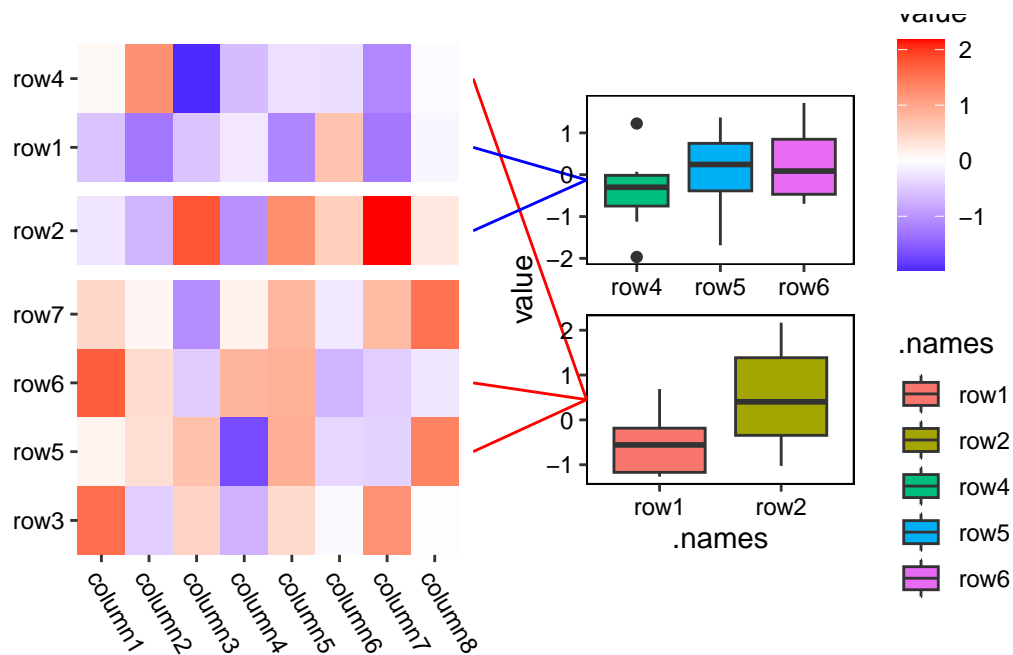 row4
row1
row2
row7
row6
row5
row3
column1
column2
column3
column4
column5
column6
column7
column8
value
1
0
−1
−2
row4 row5 row6
2
1
0
−1
row1 row2
.names
value
2
1
0
−1
.names
row1
row2
row4
row5
row6